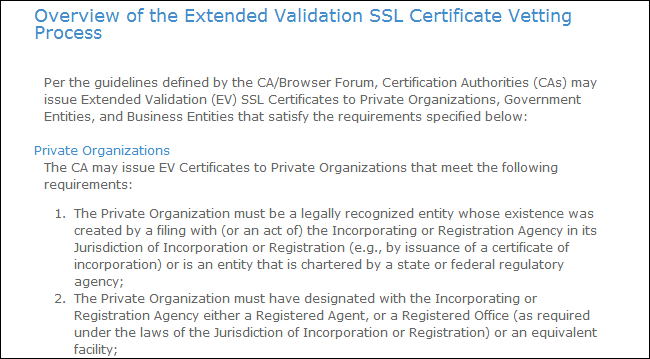 Overview of the Extended Validation SSL Certificate Vetting
Process
Per the guidelines defined by the CA/Browser Forum, Certification Authorities (CAs) may
issue Extended Validation (EV) SSL Certificates to Private Organizations, Government
Entities, and Business Entities that satisfy the requirements specified below:
Private Organizations
The CA may issue EV Certificates to Private Organizations that meet the following
requirements:
1. The Private Organization must be a legally recognized entity whose existence was
created by a filing with (or an act of) the Incorporating or Registration Agency in its
Jurisdiction of Incorporation or Registration (e.g., by issuance of a certificate of
incorporation) or is an entity that is chartered by a state or federal regulatory
agency;
2. The Private Organization must have designated with the Incorporating or
Registration Agency either a Registered Agent, or a Registered Office (as required
under the laws of the Jurisdiction of Incorporation or Registration) or an equivalent
facility;